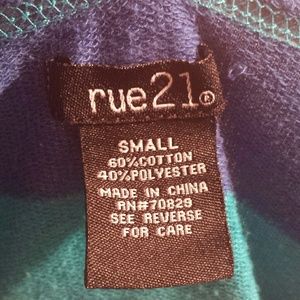 rue21®
SMALL
60%COTTON
40%POLYESTER
MADE IN CHINA
RN#70829
SEE REVERSE
FOR CARE